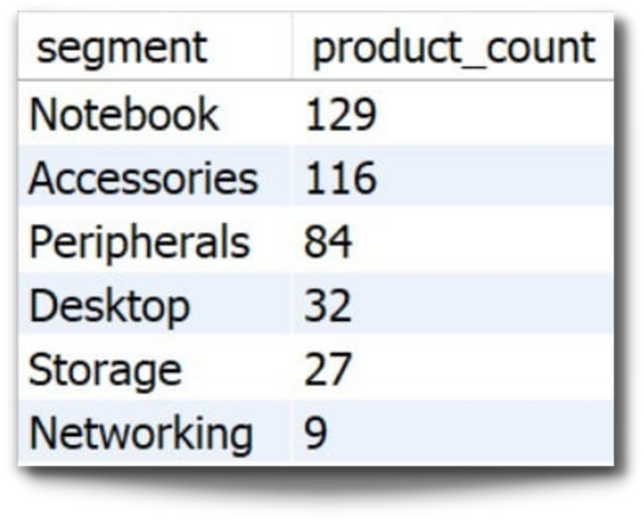 segment product_count
Notebook 129
Accessories 116
Peripherals 84
Desktop 32
Storage 27
Networking 9